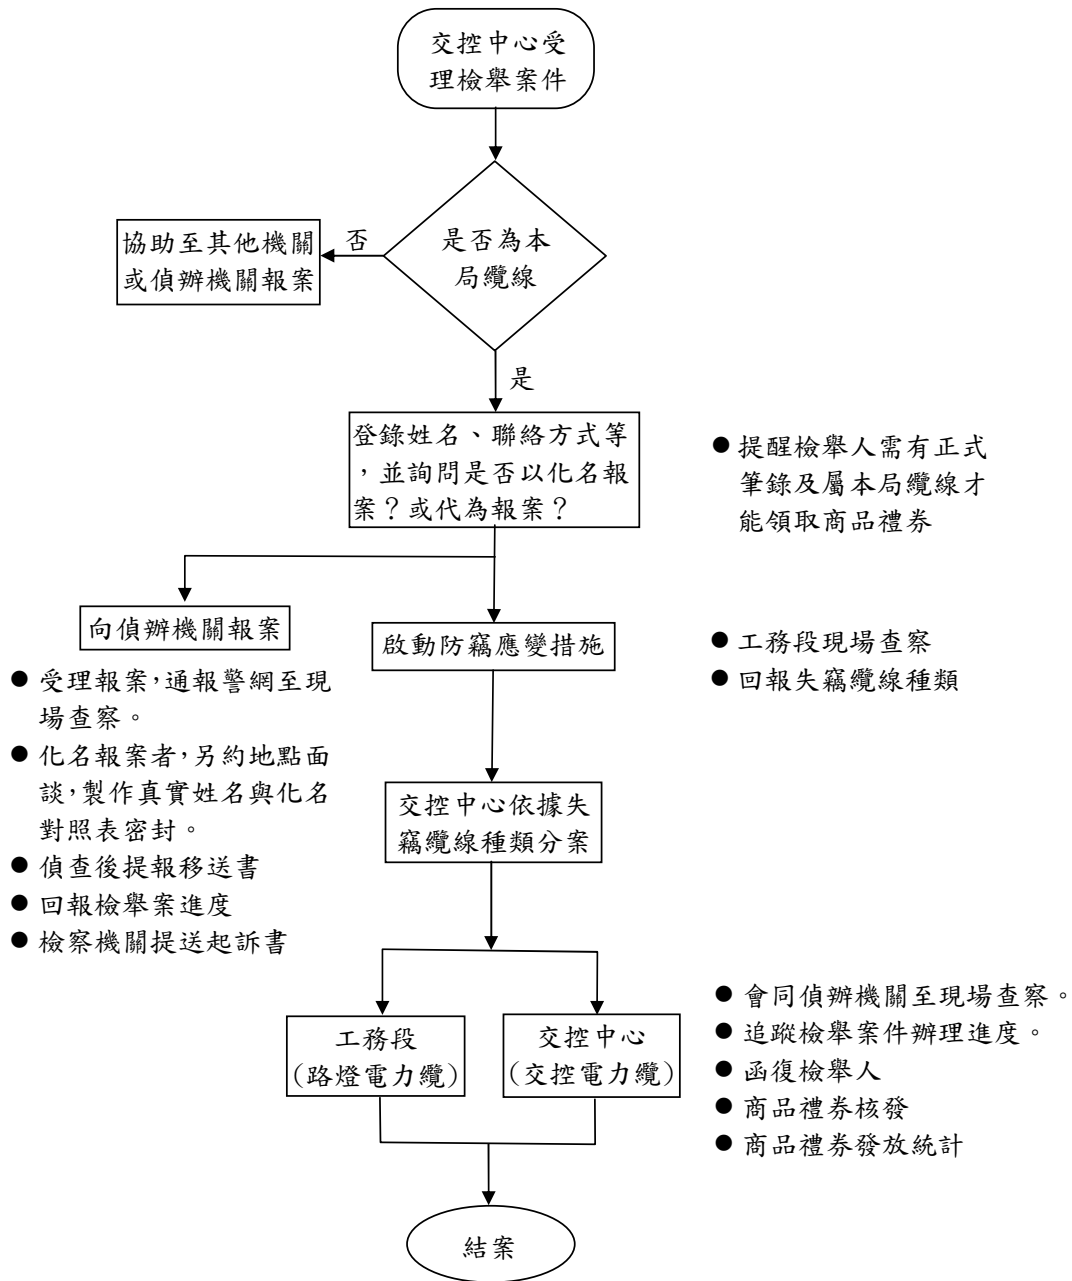 交控中心受
理檢舉案件
是否為本
局纜線
否
協助至其他機關
或偵辦機關報案
是
登錄姓名、聯絡方式等
，並詢問是否以化名報
案？或代為報案？
● 提醒檢舉人需有正式
筆錄及屬本局纜線才
能領取商品禮券
向偵辦機關報案
● 受理報案，通報警網至現
場查察。
● 化名報案者，另約地點面
談，製作真實姓名與化名
對照表密封。
● 偵查後提報移送書
● 回報檢舉案進度
● 檢察機關提送起訴書
啟動防竊應變措施
● 工務段現場查察
● 回報失竊纜線種類
交控中心依據失
竊纜線種類分案
工務段
（路燈電力纜）
交控中心
（交控電力纜）
● 會同偵辦機關至現場查察。
● 追蹤檢舉案件辦理進度。
● 函復檢舉人
● 商品禮券核發
● 商品禮券發放統計
結案